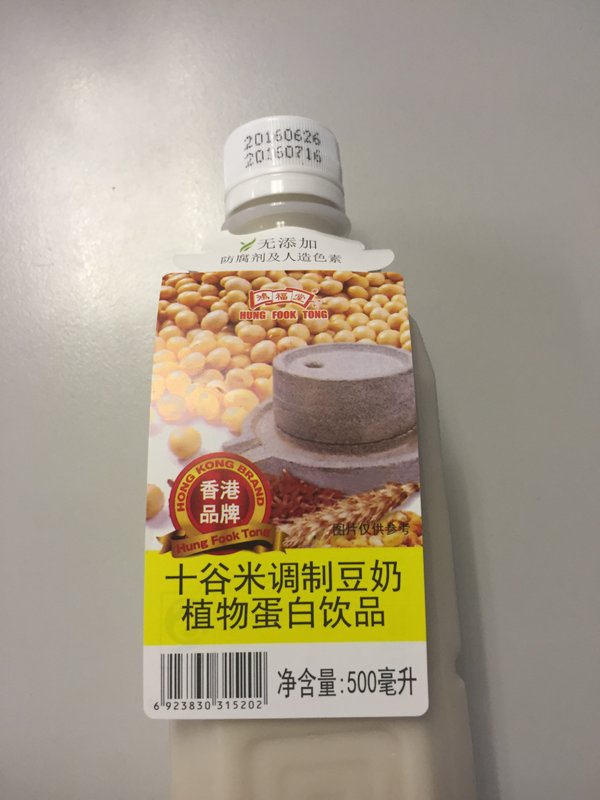 20160626
20160716
无添加
防腐剂及人造色素
鸿福堂
HUNG FOOK TONG
HONG KONG BRAND
香港
品牌
Hung Fook Tong
图片仅供参考
十谷米调制豆奶
植物蛋白饮品
净含量:500毫升
6 923830 315202